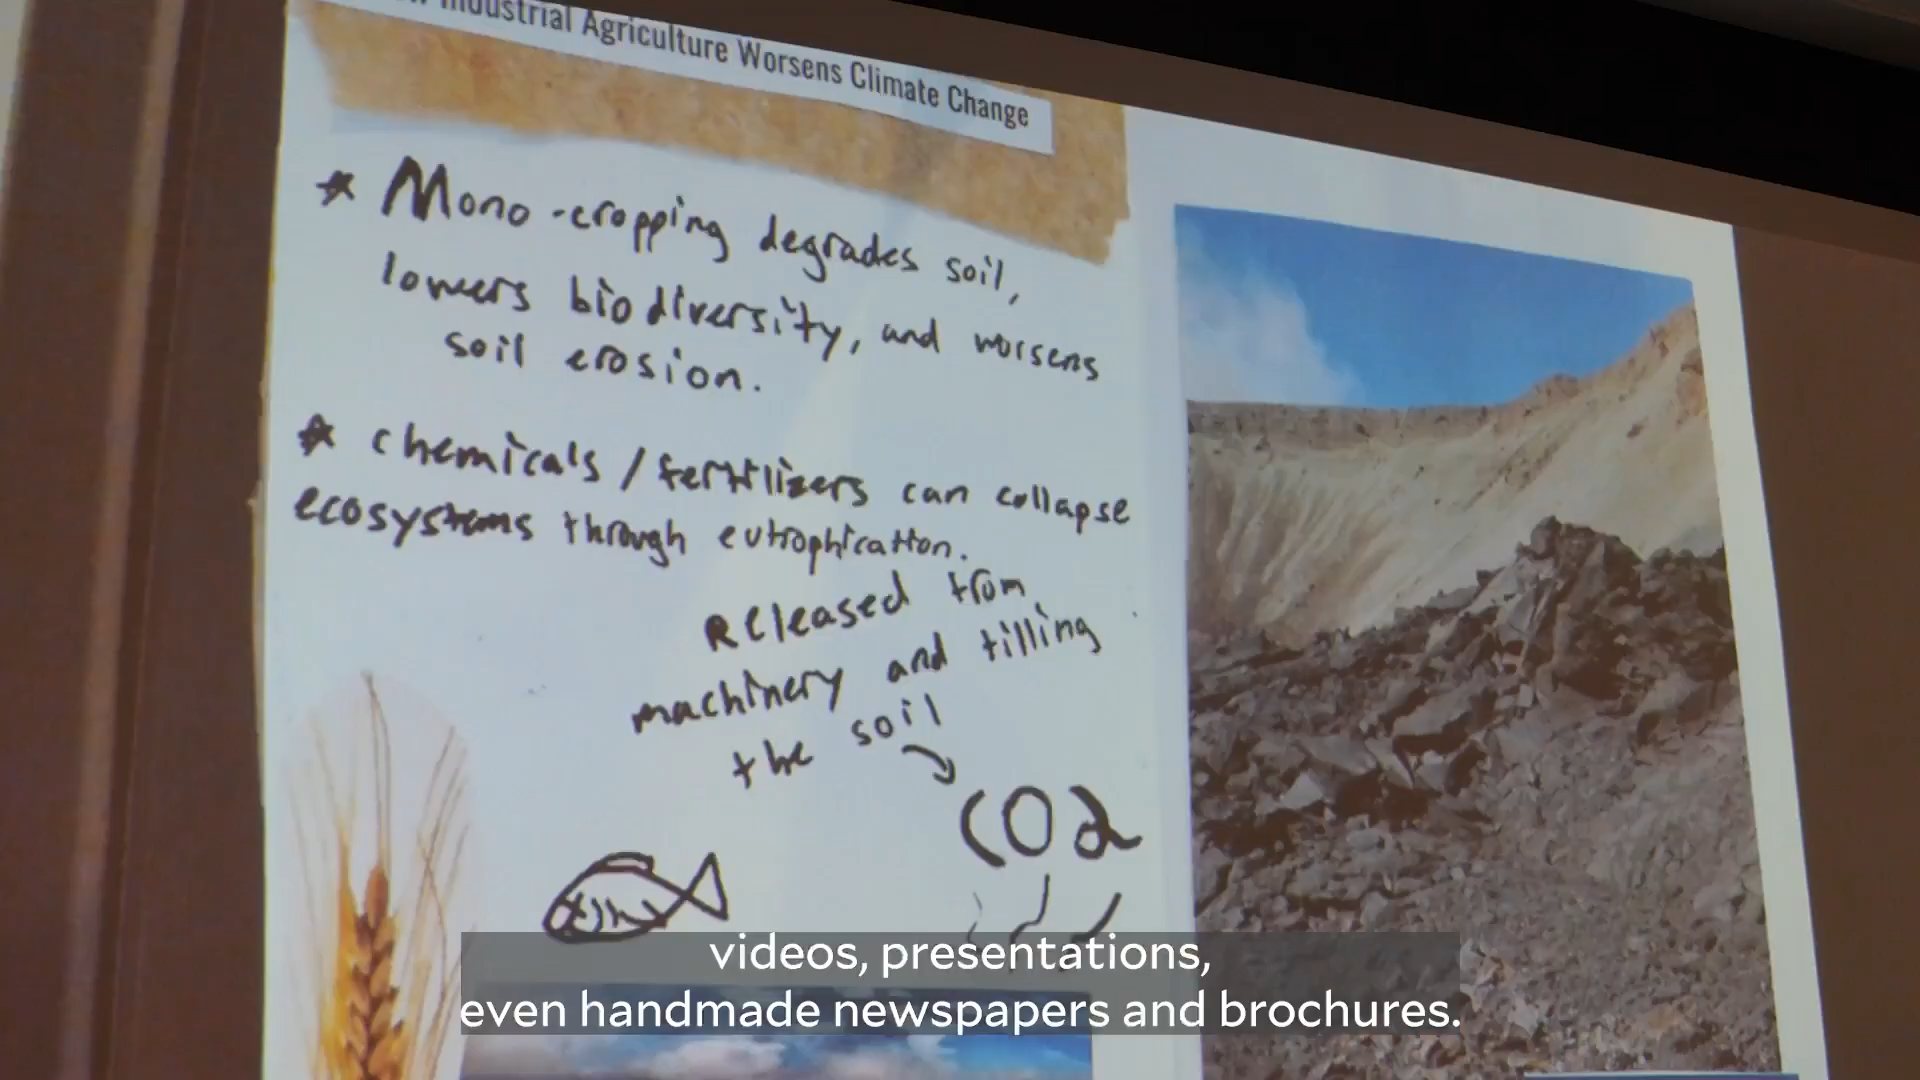 Industrial Agriculture Worsens Climate Change
* Mono-cropping degrades soil,
lowers biodiversity, and worsens
soil erosion.
* chemicals/fertilizers can collapse
ecosystems through eutrophication.
Released from
machinery and tilling
the soil
CO2
videos, presentations,
even handmade newspapers and brochures.